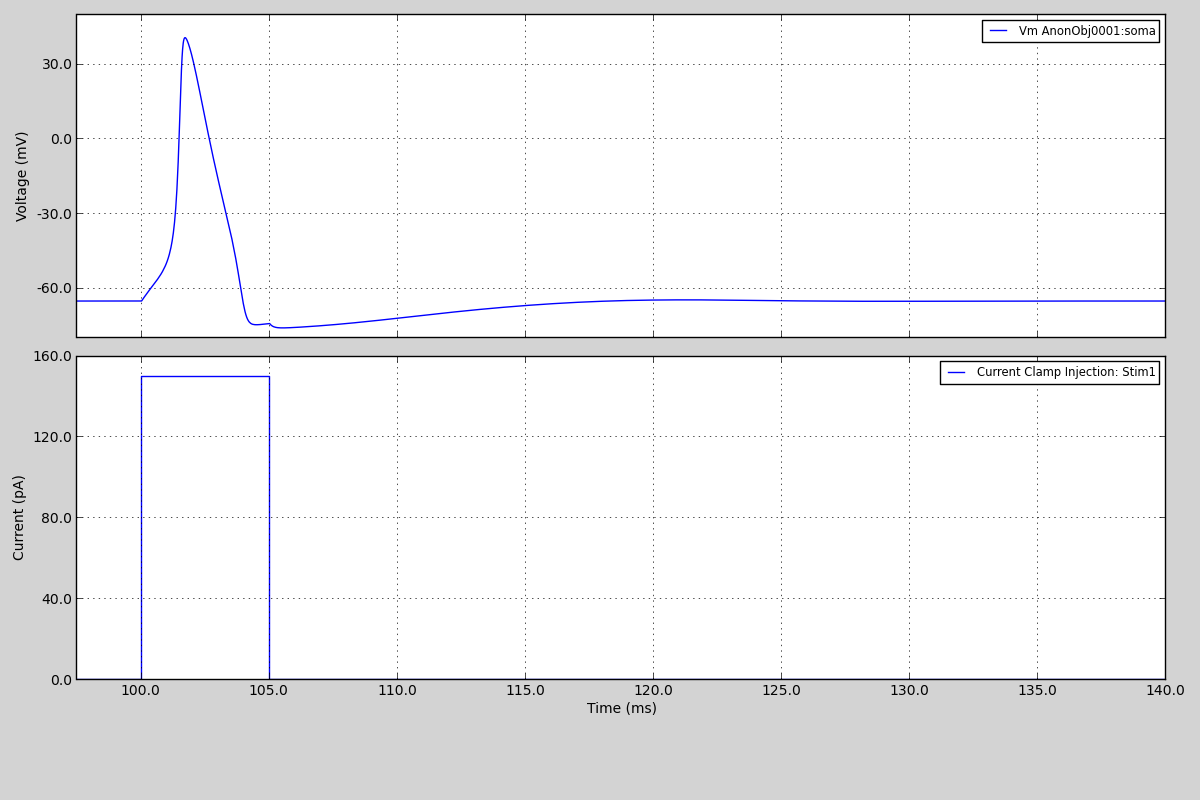 Vm AnonObj0001:soma
30.0
0.0
-30.0
-60.0
Voltage (mV)
Current Clamp Injection: Stim1
160.0
120.0
80.0
40.0
0.0
Current (pA)
100.0 105.0 110.0 115.0 120.0 125.0 130.0 135.0 140.0
Time (ms)